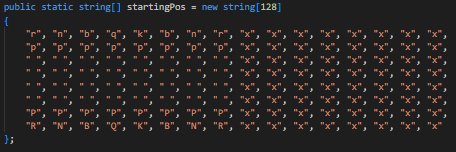 public static string[] startingPos = new string[128]
{
"r", "n", "b", "q", "k", "b", "n", "r", "x", "x", "x", "x", "x", "x", "x", "x",
"p", "p", "p", "p", "p", "p", "p", "p", "x", "x", "x", "x", "x", "x", "x", "x",
" ", " ", " ", " ", " ", " ", " ", " ", "x", "x", "x", "x", "x", "x", "x", "x",
" ", " ", " ", " ", " ", " ", " ", " ", "x", "x", "x", "x", "x", "x", "x", "x",
" ", " ", " ", " ", " ", " ", " ", " ", "x", "x", "x", "x", "x", "x", "x", "x",
" ", " ", " ", " ", " ", " ", " ", " ", "x", "x", "x", "x", "x", "x", "x", "x",
"P", "P", "P", "P", "P", "P", "P", "P", "x", "x", "x", "x", "x", "x", "x", "x",
"R", "N", "B", "Q", "K", "B", "N", "R", "x", "x", "x", "x", "x", "x", "x", "x"
};